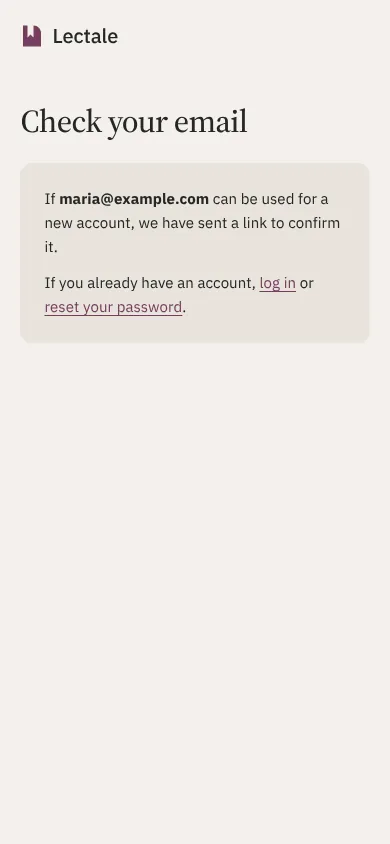 Lectale
Check your email
If maria@example.com can be used for a
new account, we have sent a link to confirm
it.
If you already have an account, log in or
reset your password.